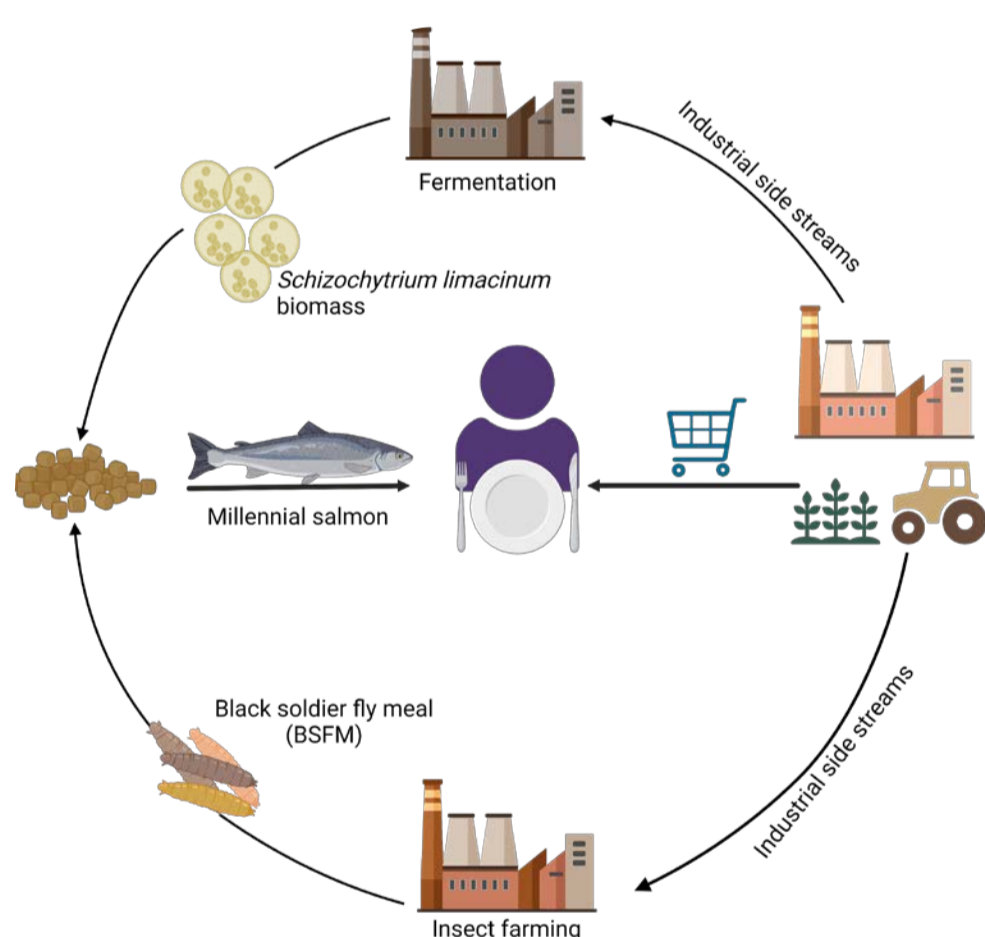 Fermentation
Industrial side streams
Schizochytrium limacinum
biomass
Millennial salmon
Black soldier fly meal
(BSFM)
Industrial side streams
Insect farming